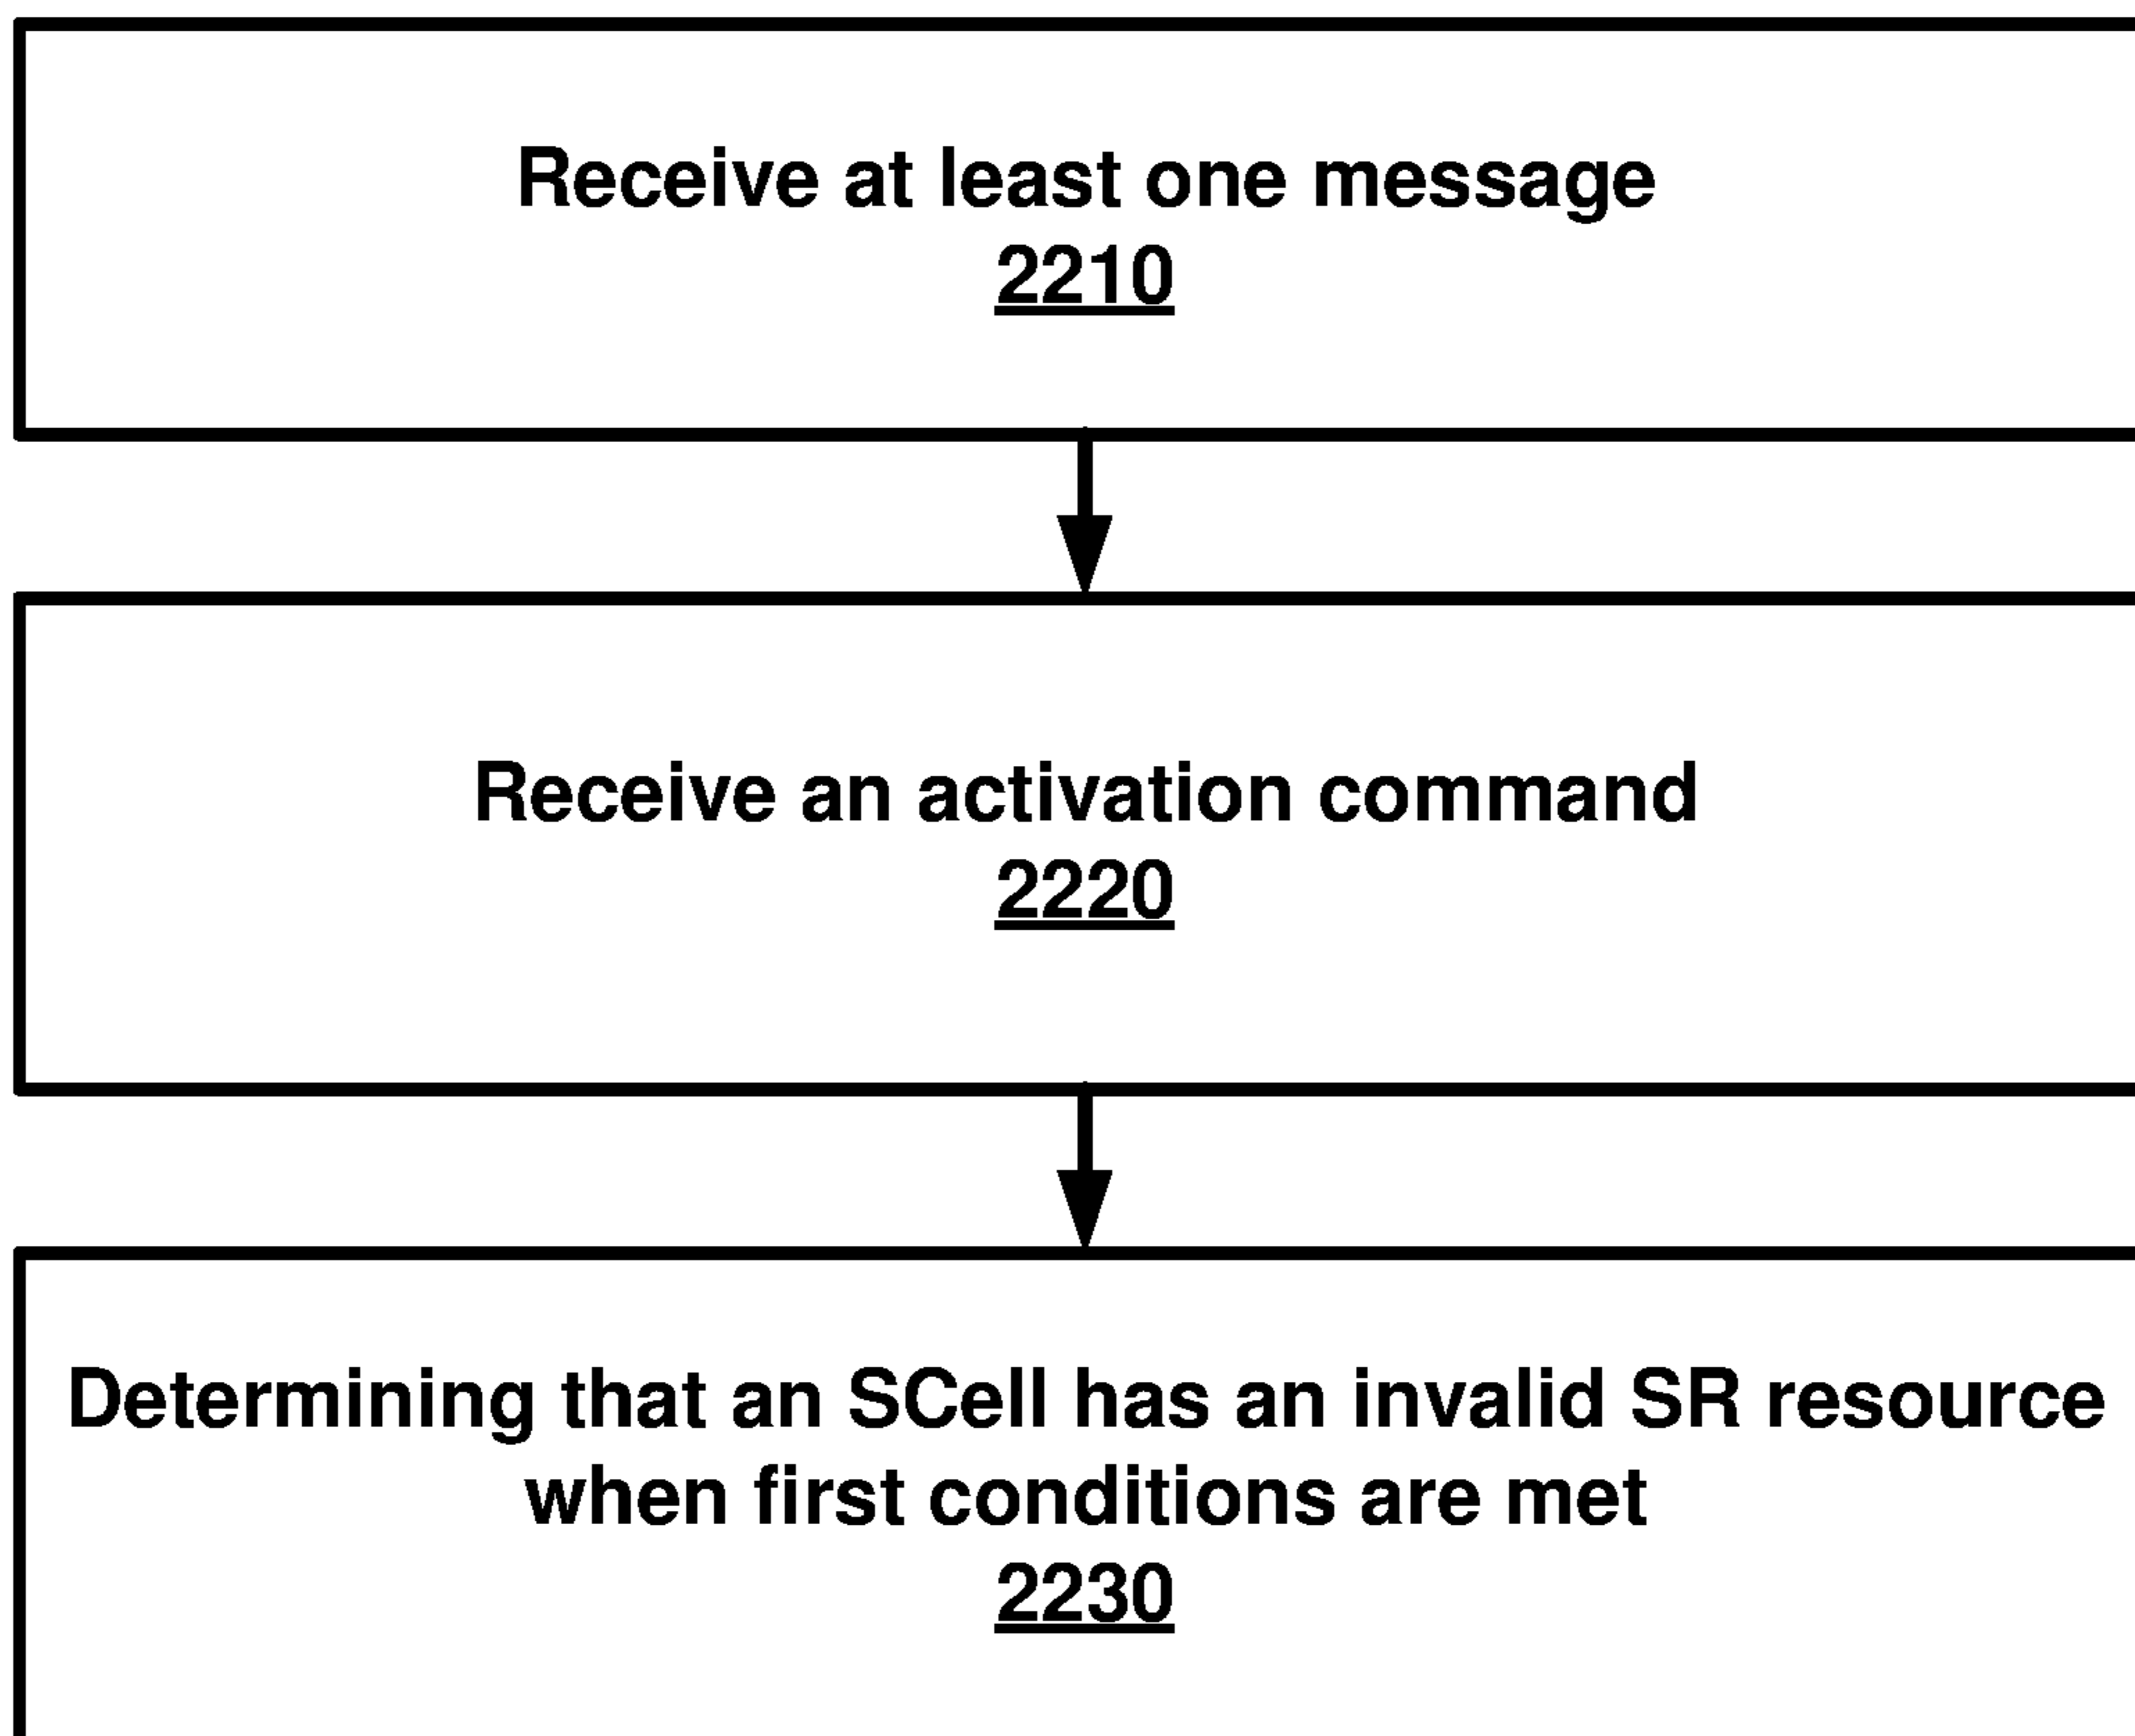 Receive at least one message
2210
Receive an activation command
2220
Determining that an SCell has an invalid SR resource
when first conditions are met
2230